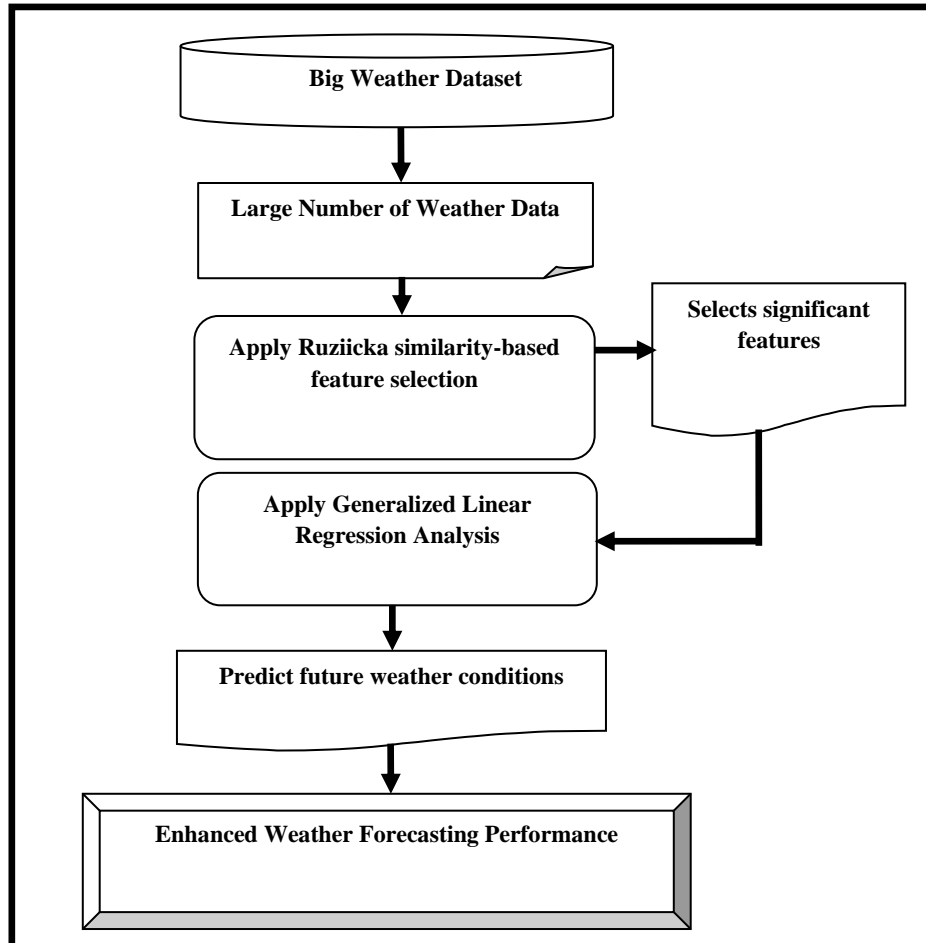 Big Weather Dataset
Large Number of Weather Data
Apply Ruziicka similarity-based
feature selection
Selects significant
features
Apply Generalized Linear
Regression Analysis
Predict future weather conditions
Enhanced Weather Forecasting Performance